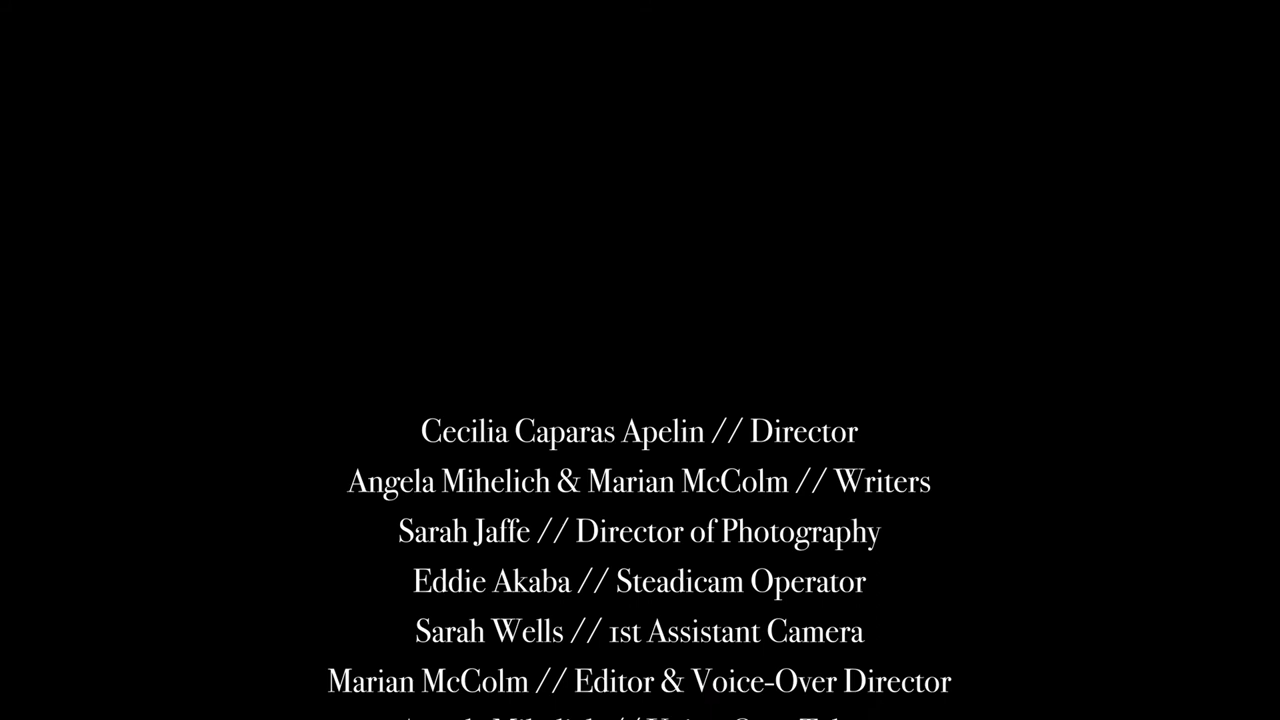 Cecilia Caparas Apelin // Director
Angela Mihelich & Marian McColm // Writers
Sarah Jaffe // Director of Photography
Eddie Akaba // Steadicam Operator
Sarah Wells // 1st Assistant Camera
Marian McColm // Editor & Voice-Over Director